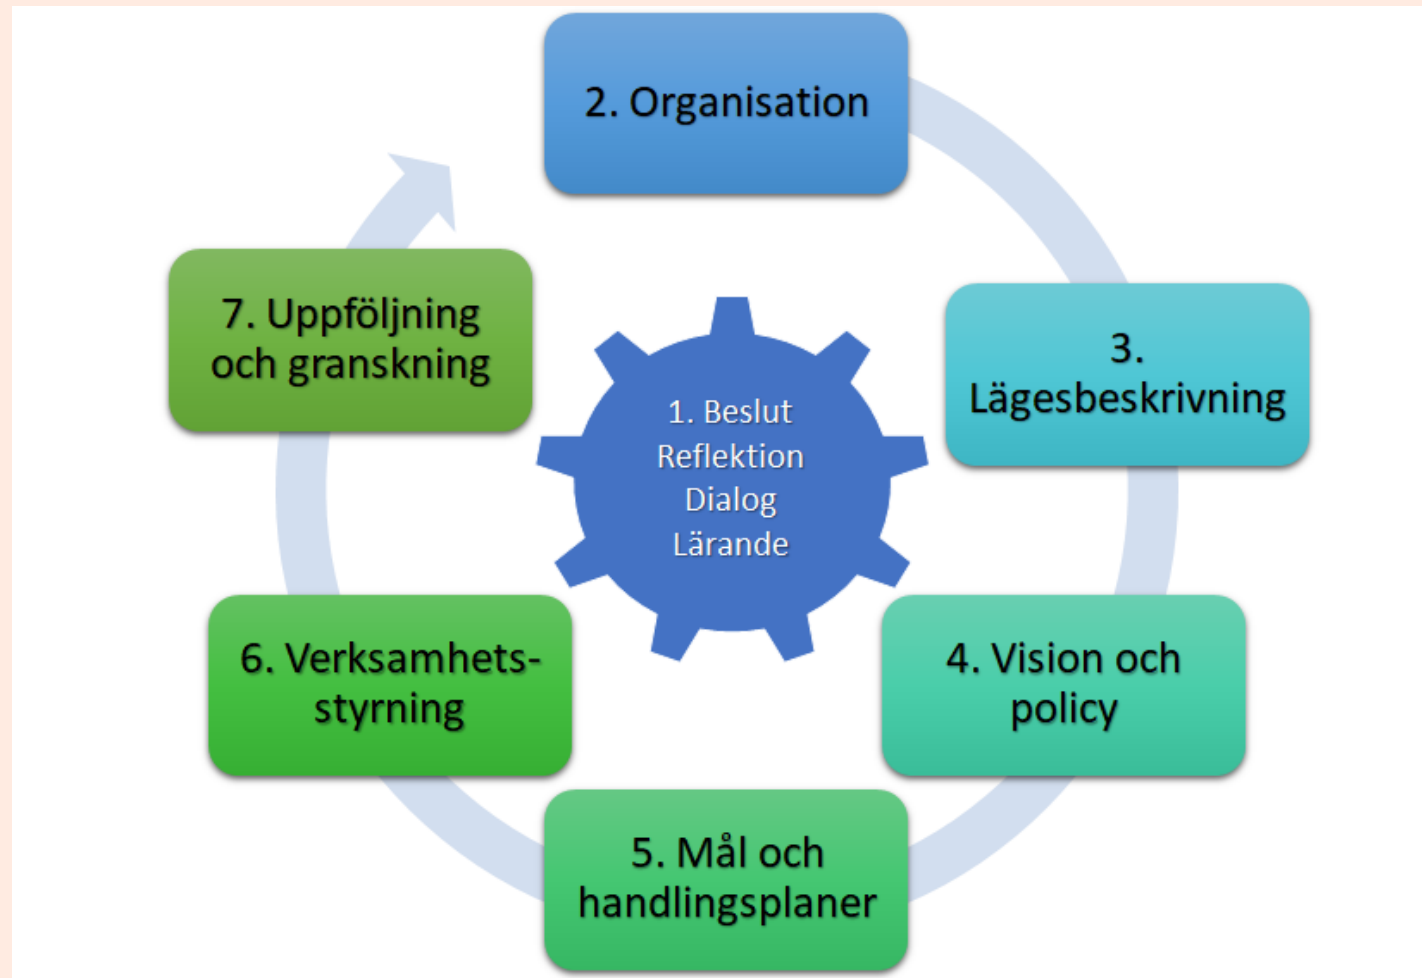 2. Organisation
7. Uppföljning
och granskning
3.
Lägesbeskrivning
1. Beslut
Reflektion
Dialog
Lärande
6. Verksamhets-
styrning
4. Vision och
policy
5. Mål och
handlingsplaner